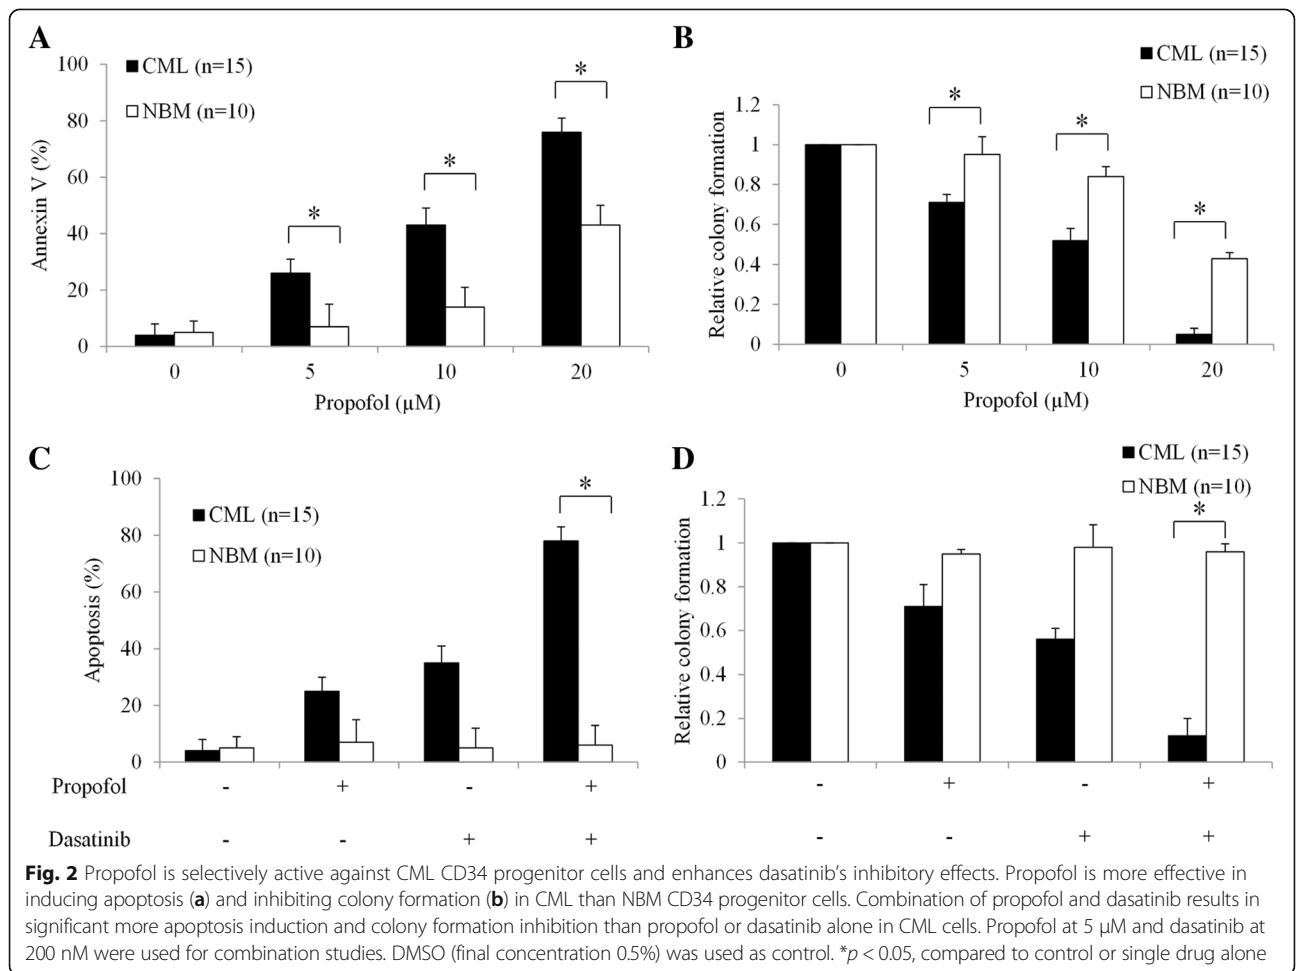 A
CML (n=15)
NBM (n=10)
Annexin V (%)
100
80
60
40
20
0
*
*
*
0 5 10 20
Propofol (µM)
B
CML (n=15)
NBM (n=10)
Relative colony formation
1.2
1
0.8
0.6
0.4
0.2
0
*
*
*
0 5 10 20
Propofol (µM)
C
CML (n=15)
NBM (n=10)
Apoptosis (%)
100
80
60
40
20
0
*
Propofol - + - +
Dasatinib - - + +
D
CML (n=15)
NBM (n=10)
Relative colony formation
1.2
1
0.8
0.6
0.4
0.2
0
*
- + - +
- - + +
Fig. 2 Propofol is selectively active against CML CD34 progenitor cells and enhances dasatinib’s inhibitory effects. Propofol is more effective in
inducing apoptosis (a) and inhibiting colony formation (b) in CML than NBM CD34 progenitor cells. Combination of propofol and dasatinib results in
significant more apoptosis induction and colony formation inhibition than propofol or dasatinib alone in CML cells. Propofol at 5 µM and dasatinib at
200 nM were used for combination studies. DMSO (final concentration 0.5%) was used as control. *p < 0.05, compared to control or single drug alone